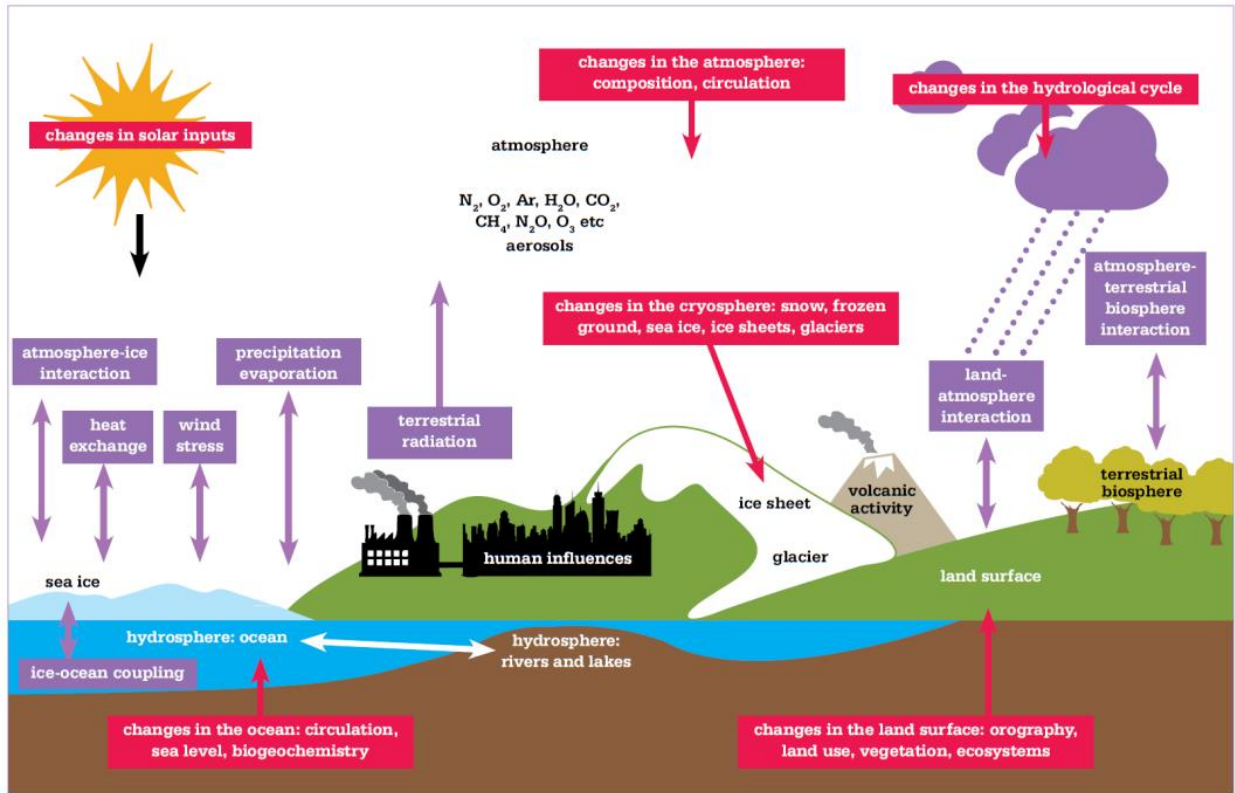 changes in the atmosphere:
composition, circulation
changes in the hydrological cycle
changes in solar inputs
atmosphere
N₂, O₂, Ar, H₂O, CO₂,
CH₄, N₂O, O₃ etc
aerosols
atmosphere-
terrestrial
biosphere
interaction
changes in the cryosphere: snow, frozen
ground, sea ice, ice sheets, glaciers
atmosphere-ice
interaction
precipitation
evaporation
land-
atmosphere
interaction
heat
exchange
wind
stress
terrestrial
radiation
terrestrial
biosphere
ice sheet
volcanic
activity
human influences
glacier
sea ice
land surface
hydrosphere: ocean
hydrosphere:
rivers and lakes
ice-ocean coupling
changes in the ocean: circulation,
sea level, biogeochemistry
changes in the land surface: orography,
land use, vegetation, ecosystems